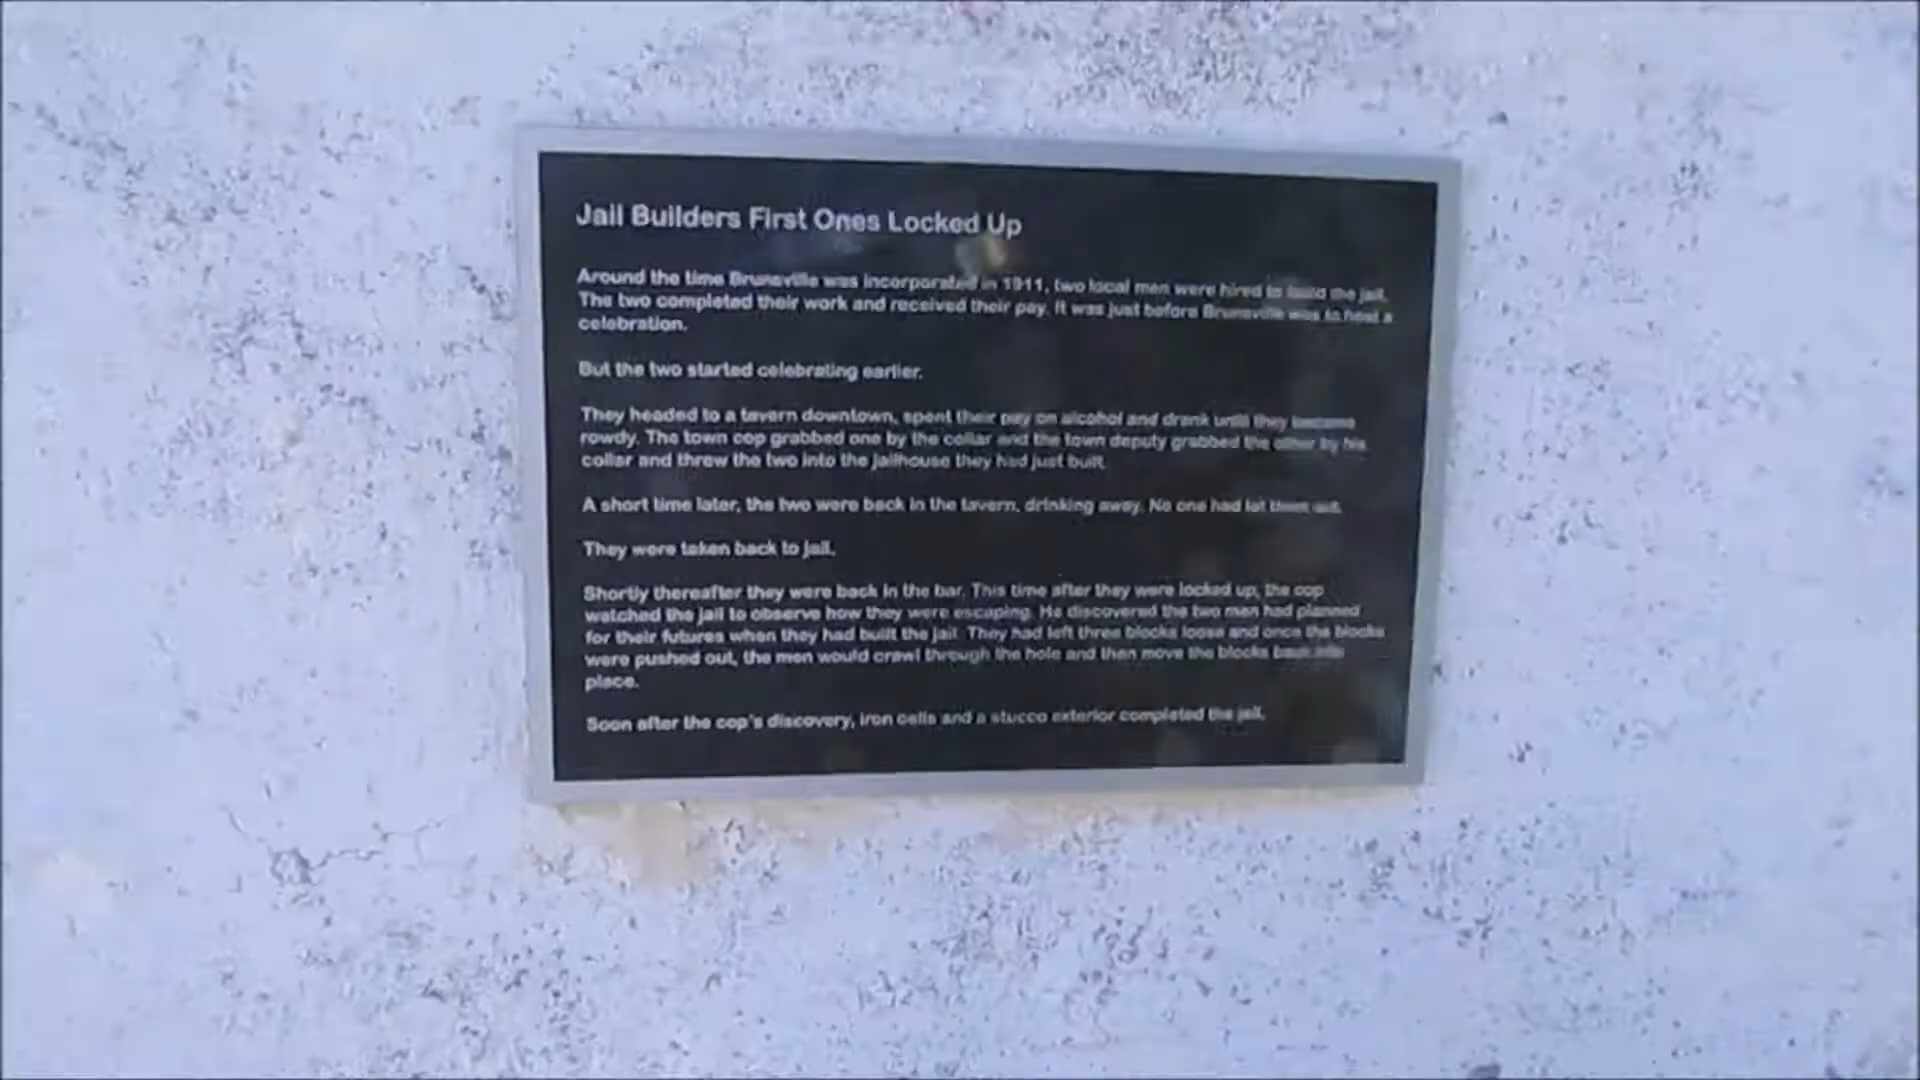 Jail Builders First Ones Locked Up
Around the time Brunsville was incorporated in 1911, two local men were hired to build the jail.
The two completed their work and received their pay. It was just before Brunsville was to host a
celebration.
But the two started celebrating earlier.
They headed to a tavern downtown, spent their pay on alcohol and drank until they became
rowdy. The town cop grabbed one by the collar and the town deputy grabbed the other by his
collar and threw the two into the jailhouse they had just built.
A short time later, the two were back in the tavern, drinking away. No one had let them out.
They were taken back to jail.
Shortly thereafter they were back in the bar. This time after they were locked up, the cop
watched the jail to observe how they were escaping. He discovered the two men had planned
for their futures when they had built the jail. They had left three blocks loose and once the blocks
were pushed out, the men would crawl through the hole and then move the blocks back into
place.
Soon after the cop's discovery, iron cells and a stucco exterior completed the jail.